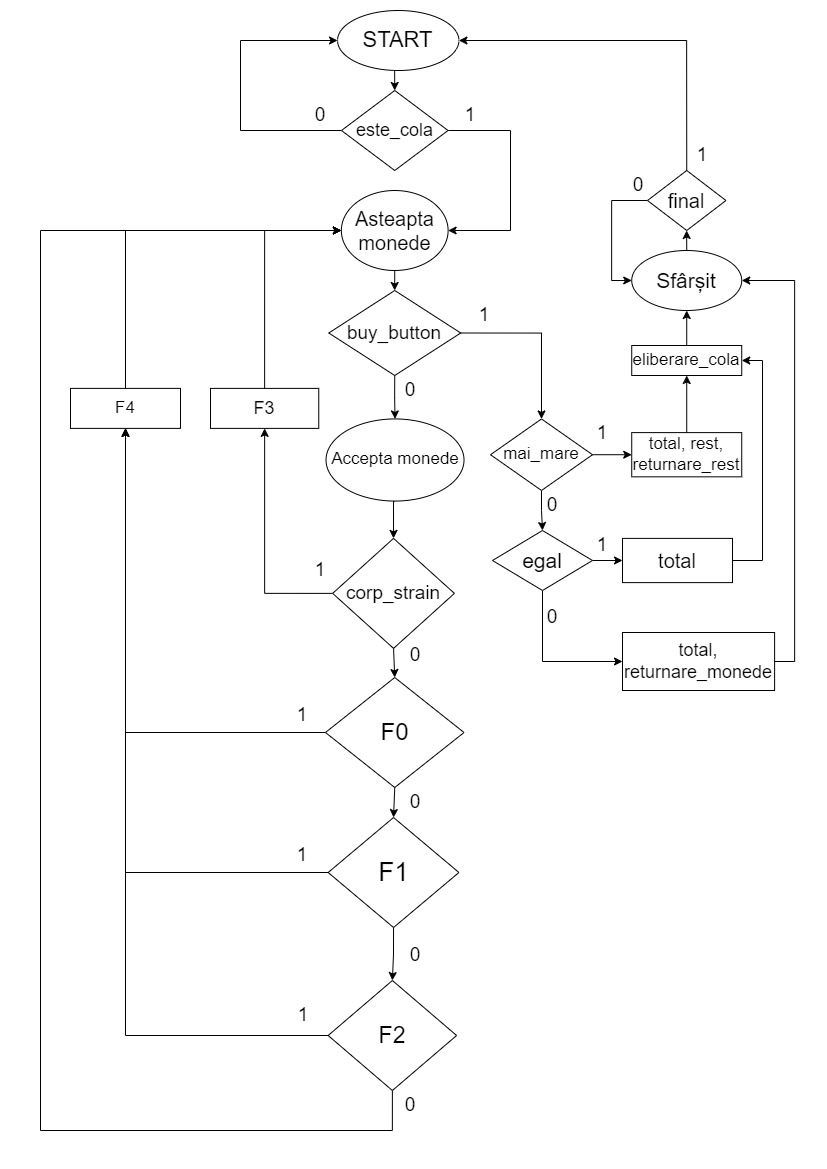 START
0
1
este_cola
1
0
final
Asteapta
monede
Sfârșit
buy_button
1
eliberare_cola
0
F4
F3
Accepta monede
mai_mare
1
total, rest,
returnare_rest
0
egal
1
total
1
corp_strain
0
0
total,
returnare_monede
1
F0
0
1
F1
0
1
F2
0